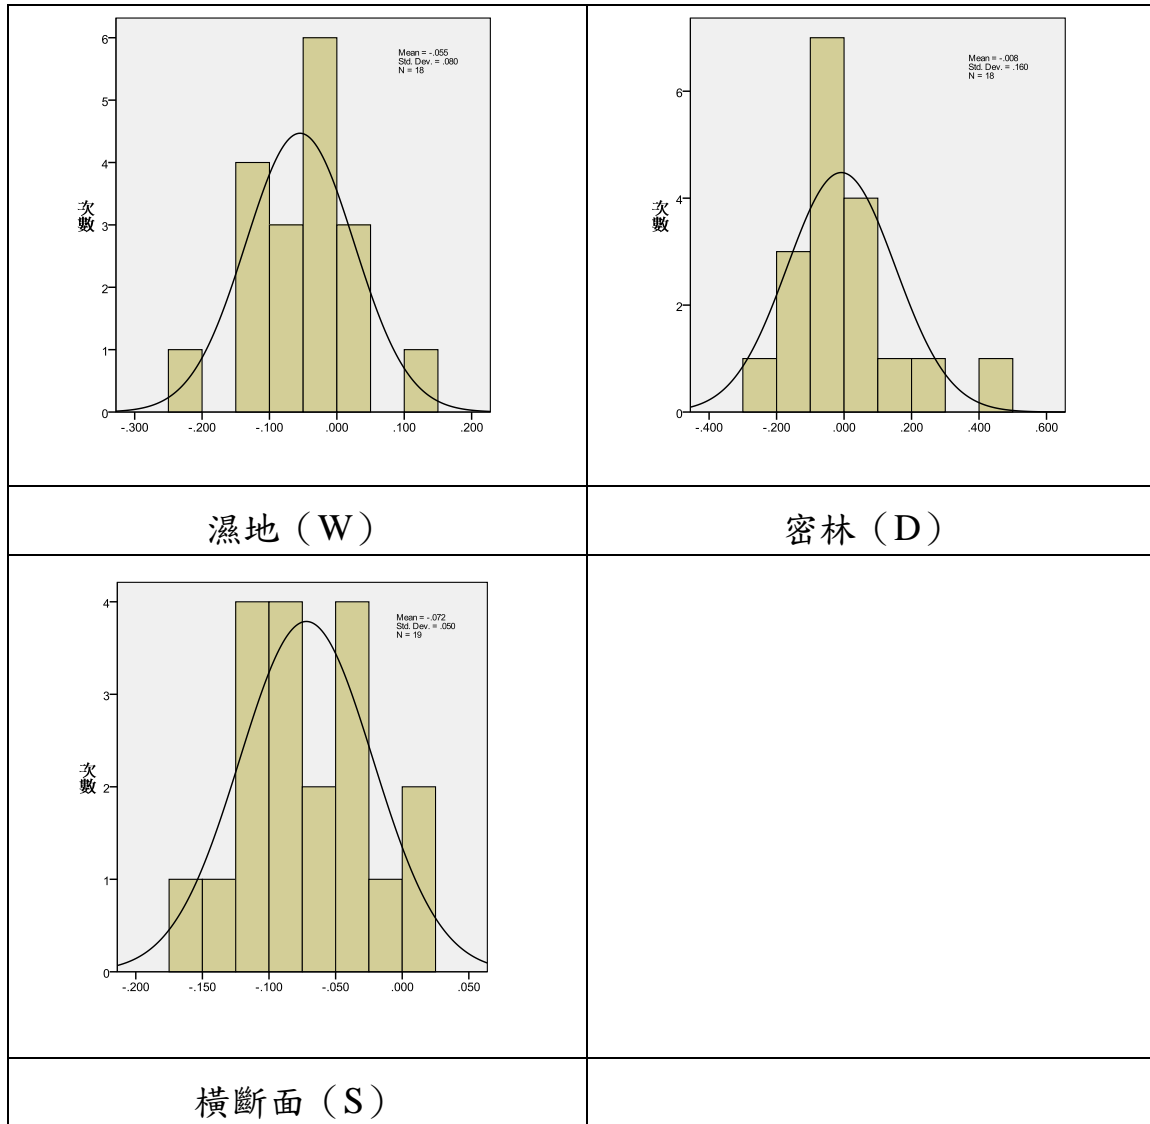 6
5
4
3
2
1
0
次數
Mean = -.055
Std. Dev. = .080
N = 18
-.300 -.200 -.100 .000 .100 .200
6
4
2
0
次數
Mean = -.008
Std. Dev. = .160
N = 18
-.400 -.200 .000 .200 .400 .600
濕地（W）
密林（D）
4
3
2
1
0
次數
Mean = -.072
Std. Dev. = .050
N = 19
-.200 -.150 -.100 -.050 .000 .050
橫斷面（S）